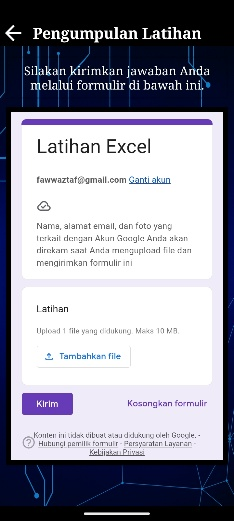 Pengumpulan Latihan
Silakan kirimkan jawaban Anda
melalui formulir di bawah ini.
Latihan Excel
fawwaztaf@gmail.com Ganti akun
Nama, alamat email, dan foto yang
terkait dengan Akun Google Anda akan
direkam saat Anda mengupload file dan
mengirimkan formulir ini
Latihan
Upload 1 file yang didukung. Maks 10 MB.
Tambahkan file
Kirim
Kosongkan formulir
Konten ini tidak dibuat atau didukung oleh Google. -
Hubungi pemilik formulir - Persyaratan Layanan -
Kebijakan Privasi